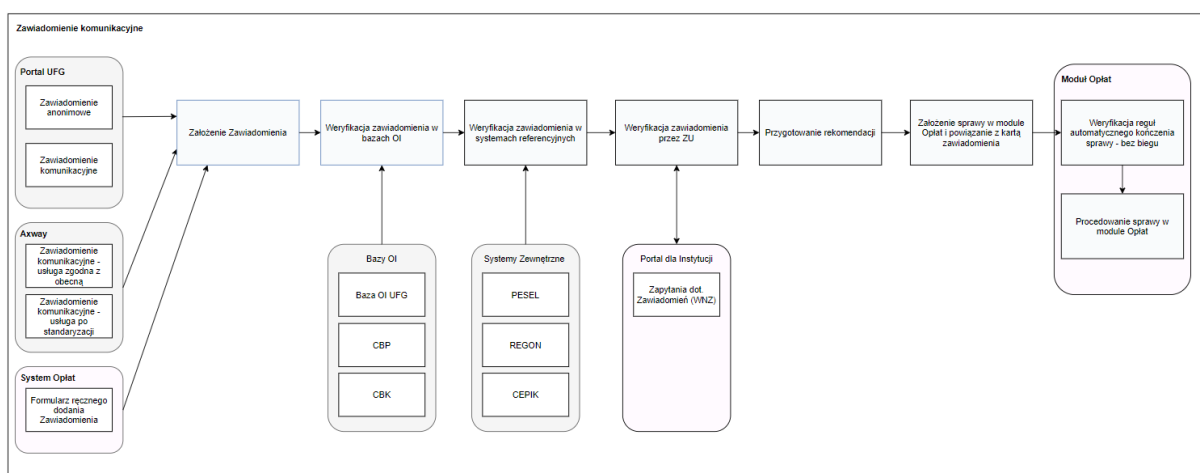 Zawiadomienie komunikacyjne
Portal UFG
Zawiadomienie
anonimowe
Zawiadomienie
komunikacyjne
Axway
Zawiadomienie
komunikacyjne -
usługa zgodna z
obecną
Zawiadomienie
komunikacyjne -
usługa po
standaryzacji
System Opłat
Formularz ręcznego
dodania
Zawiadomienia
Założenie Zawiadomienia
Weryfikacja zawiadomienia w
bazach OI
Weryfikacja zawiadomienia w
systemach referencyjnych
Weryfikacja zawiadomienia
przez ZU
Przygotowanie rekomendacji
Założenie sprawy w module
Opłat i powiązanie z kartą
zawiadomienia
Moduł Opłat
Weryfikacja reguł
automatycznego kończenia
sprawy - bez biegu
Procedowanie sprawy w
module Opłat
Bazy OI
Baza OI UFG
CBP
CBK
Systemy Zewnętrzne
PESEL
REGON
CEPIK
Portal dla Instytucji
Zapytania dot.
Zawiadomień (WNZ)